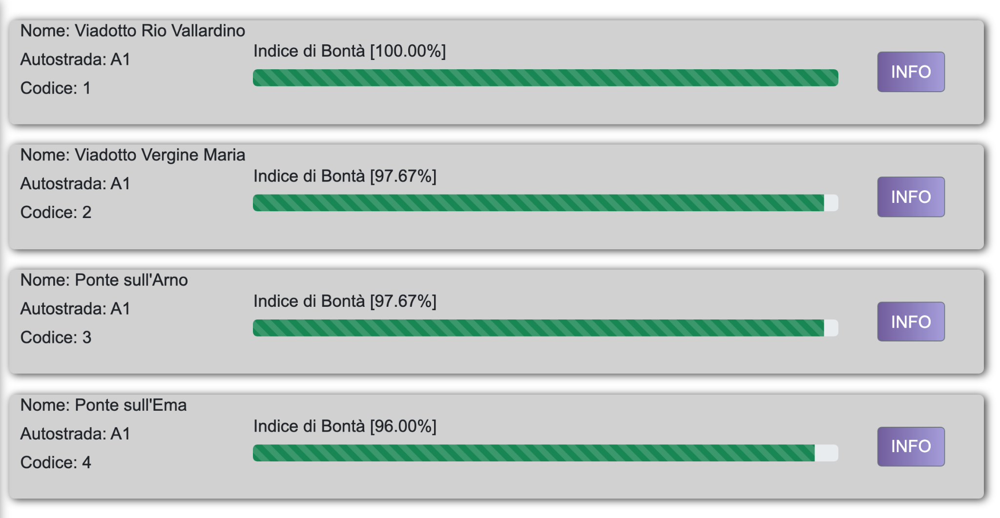 Nome: Viadotto Rio Vallardino
Autostrada: A1
Codice: 1
Indice di Bontà [100.00%]
INFO
Nome: Viadotto Vergine Maria
Autostrada: A1
Codice: 2
Indice di Bontà [97.67%]
INFO
Nome: Ponte sull'Arno
Autostrada: A1
Codice: 3
Indice di Bontà [97.67%]
INFO
Nome: Ponte sull'Ema
Autostrada: A1
Codice: 4
Indice di Bontà [96.00%]
INFO